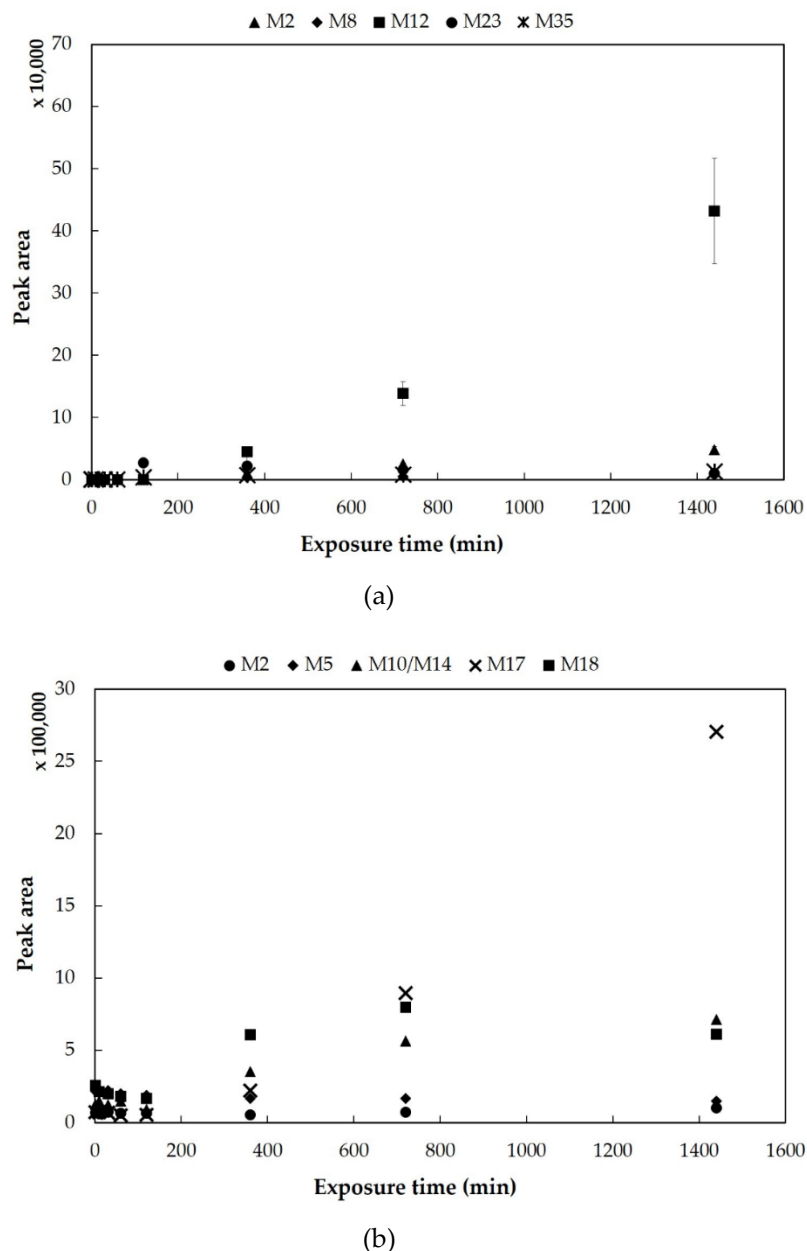 ▲ M2 ◆ M8 ■ M12 ● M23 ✱ M35
x 10,000
70
60
50
40
30
20
10
0
Peak area
0 200 400 600 800 1000 1200 1400 1600
Exposure time (min)
(a)
● M2 ◆ M5 ▲ M10/M14 ✕ M17 ■ M18
x 100,000
30
25
20
15
10
5
0
Peak area
0 200 400 600 800 1000 1200 1400 1600
Exposure time (min)
(b)